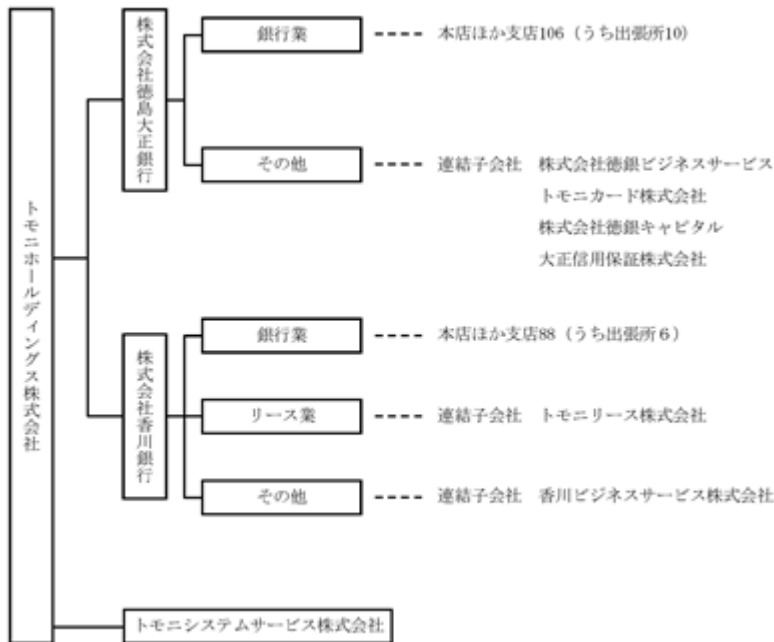 トモニホールディングス株式会社
株式会社徳島大正銀行
銀行業
本店ほか支店106（うち出張所10）
その他
連結子会社 株式会社徳銀ビジネスサービス
トモニカード株式会社
株式会社徳銀キャピタル
大正信用保証株式会社
株式会社香川銀行
銀行業
本店ほか支店88（うち出張所６）
リース業
連結子会社 トモニリース株式会社
その他
連結子会社 香川ビジネスサービス株式会社
トモニシステムサービス株式会社